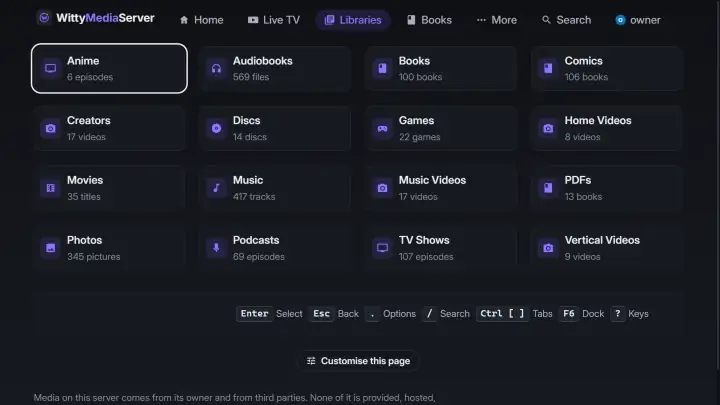 WittyMediaServer
Home
Live TV
Libraries
Books
More
Search
owner
Anime
6 episodes
Audiobooks
569 files
Books
100 books
Comics
106 books
Creators
17 videos
Discs
14 discs
Games
22 games
Home Videos
8 videos
Movies
35 titles
Music
417 tracks
Music Videos
17 videos
PDFs
13 books
Photos
345 pictures
Podcasts
69 episodes
TV Shows
107 episodes
Vertical Videos
9 videos
Enter Select Esc Back . Options / Search Ctrl [ ] Tabs F6 Dock ? Keys
Customise this page
Media on this server comes from its owner and from third parties. None of it is provided, hosted,